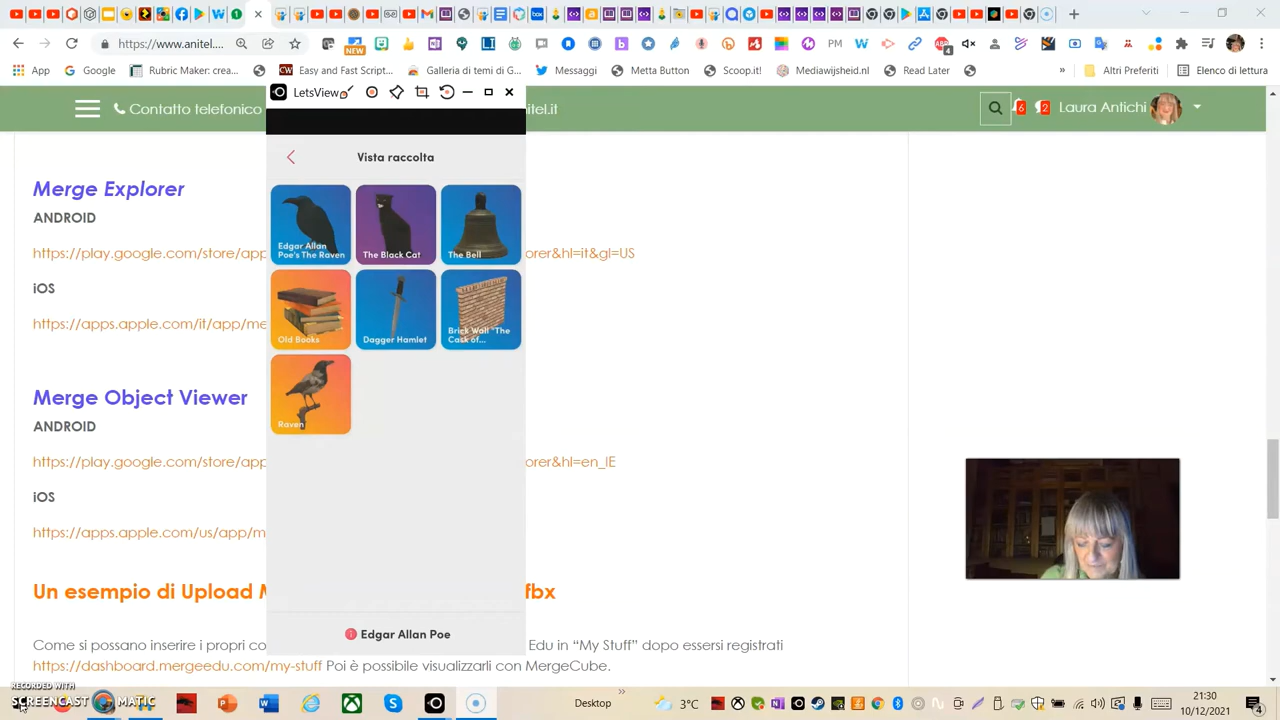 https://www.anitel.
App
Google
Rubric Maker: crea...
Easy and Fast Script...
Galleria di temi di G...
Messaggi
Metta Button
Scoop.it!
Mediawijsheid.nl
Read Later
»
Altri Preferiti
Elenco di lettura
LetsView
Contatto telefonico
anitel.it
6
2
Laura Antichi
Vista raccolta
Merge Explorer
ANDROID
https://play.google.com/store/app
orer&hl=it&gl=US
iOS
https://apps.apple.com/it/app/me
Edgar Allan
Poe's The Raven
The Black Cat
The Bell
Old Books
Dagger Hamlet
Brick Wall "The
Cask of...
Raven
Merge Object Viewer
ANDROID
https://play.google.com/store/app
orer&hl=en_IE
iOS
https://apps.apple.com/us/app/m
Un esempio di Upload M
fbx
Edgar Allan Poe
Come si possano inserire i propri co
Edu in “My Stuff” dopo essersi registrati
https://dashboard.mergeedu.com/my-stuff Poi è possibile visualizzarli con MergeCube.
RECORDED WITH
SCREENCAST MATIC
Desktop
3°C
21:30
10/12/2021
4